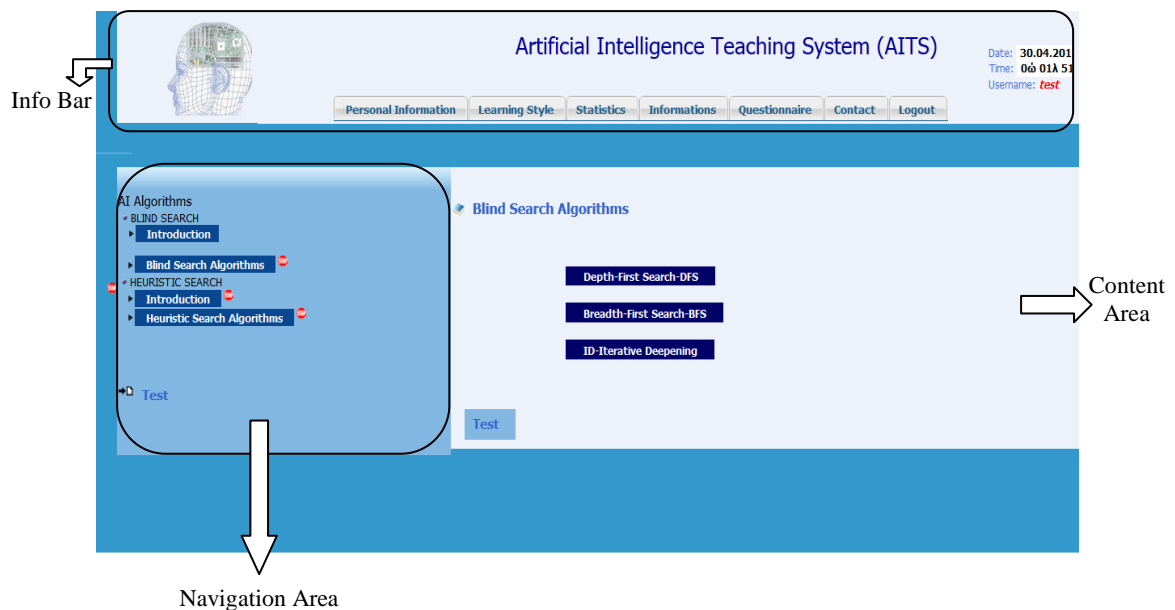 Artificial Intelligence Teaching System (AITS)
Date: 30.04.201
Time: 0ώ 01λ 51
Username: test
Info Bar
Personal Information Learning Style Statistics Informations Questionnaire Contact Logout
AI Algorithms
BLIND SEARCH
Introduction
Blind Search Algorithms
HEURISTIC SEARCH
Introduction
Heuristic Search Algorithms
Test
Blind Search Algorithms
Depth-First Search-DFS
Breadth-First Search-BFS
ID-Iterative Deepening
Test
Content
Area
Navigation Area